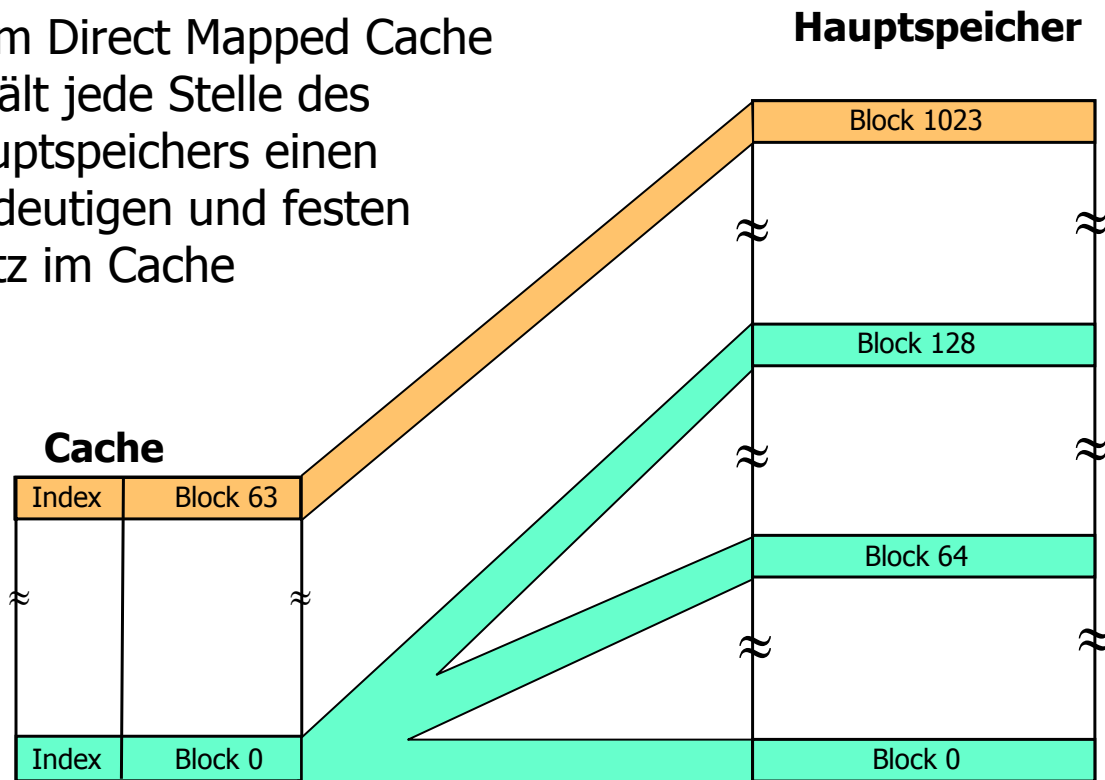 m Direct Mapped Cache
ält jede Stelle des
uptspeichers einen
deutigen und festen
tz im Cache
Hauptspeicher
Block 1023
Block 128
Block 64
Block 0
Cache
Index Block 63
Index Block 0